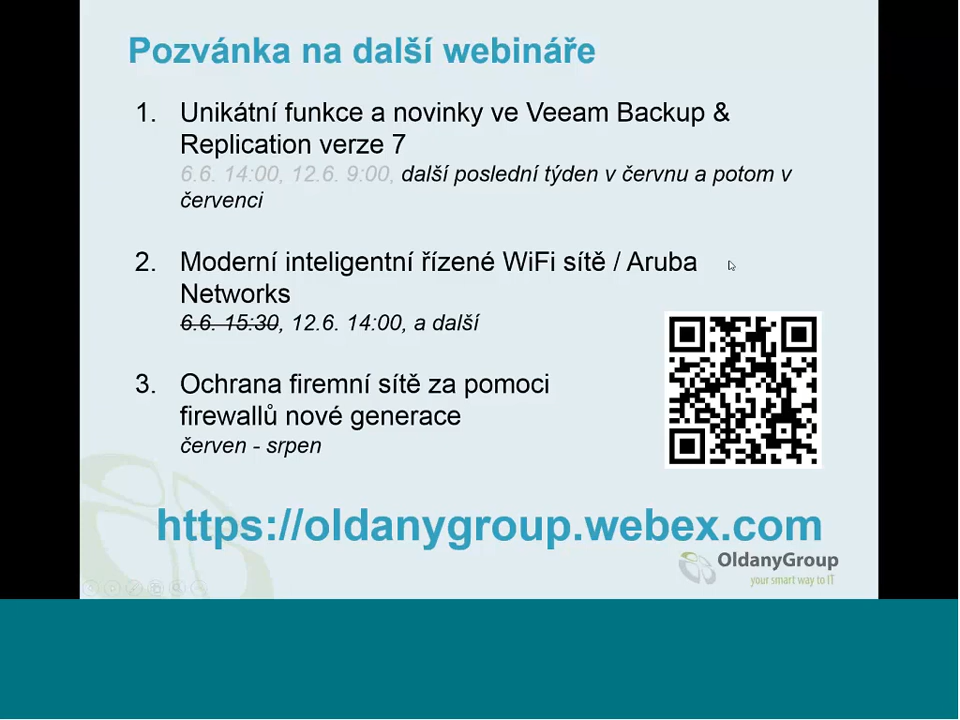 Pozvánka na další webináře
1. Unikátní funkce a novinky ve Veeam Backup &
Replication verze 7
6.6. 14:00, 12.6. 9:00, další poslední týden v červnu a potom v
červenci
2. Moderní inteligentní řízené WiFi sítě / Aruba
Networks
6.6. 15:30, 12.6. 14:00, a další
3. Ochrana firemní sítě za pomoci
firewallů nové generace
červen - srpen
https://oldanygroup.webex.com
OldanyGroup
your smart way to IT